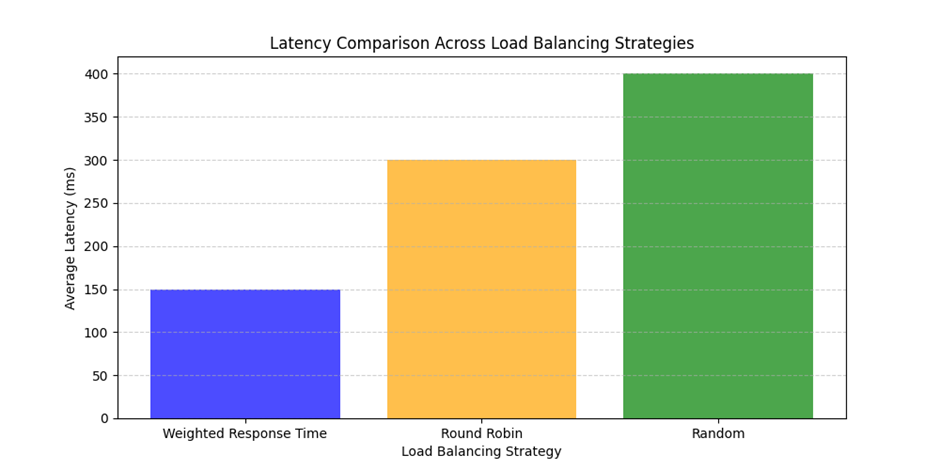 Latency Comparison Across Load Balancing Strategies
Average Latency (ms)
400
350
300
250
200
150
100
50
0
Weighted Response Time
Round Robin
Random
Load Balancing Strategy